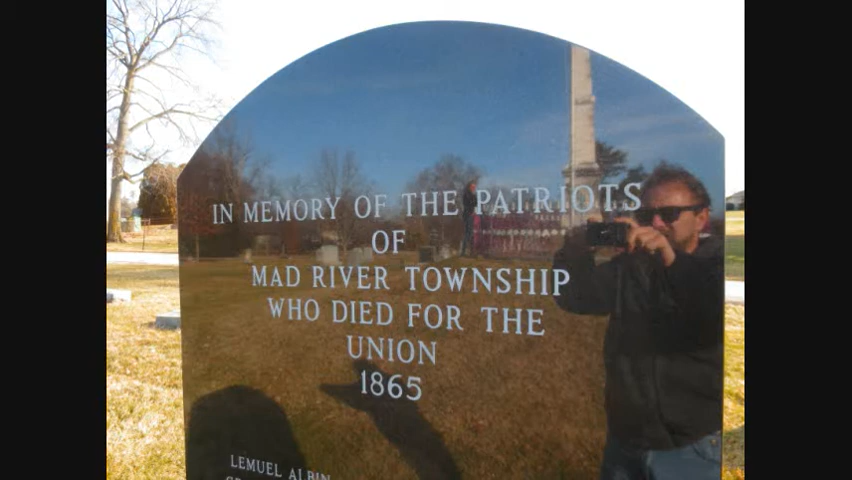 IN MEMORY OF THE PATRIOTS
OF
MAD RIVER TOWNSHIP
WHO DIED FOR THE
UNION
1865
LEMUEL ALBIN